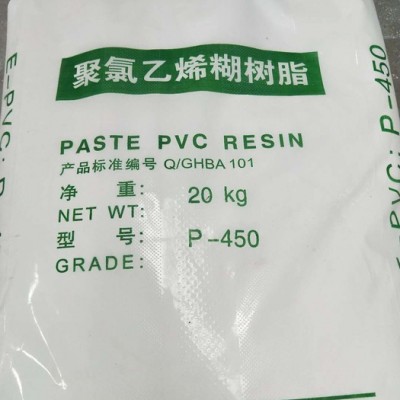 聚氯乙烯糊树脂
PASTE PVC RESIN
产品标准编号 Q/GHBA 101
净 重: 20 kg
NET WT:
型 号: P-450
GRADE:
E-PVC: P
E-PVC: P-450